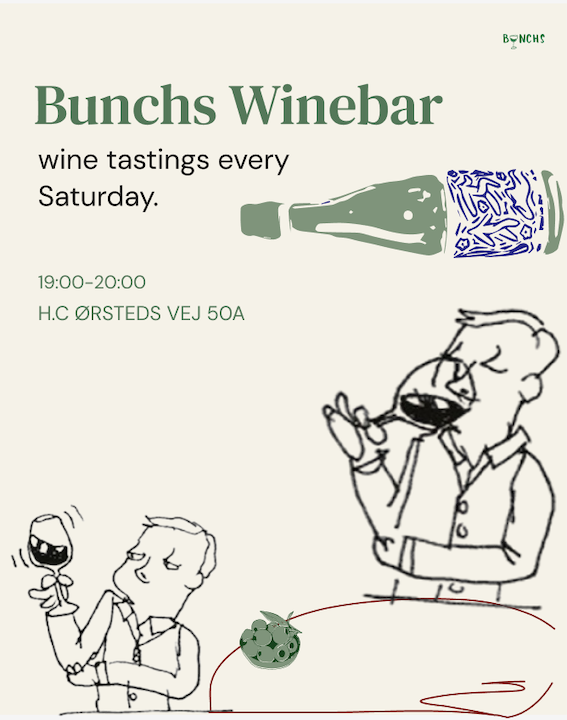 BUNCHS
Bunchs Winebar
wine tastings every
Saturday.
19:00-20:00
H.C ØRSTEDS VEJ 50A